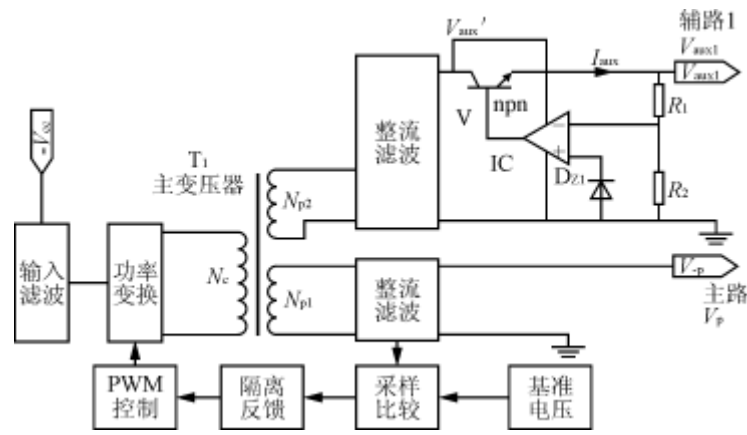 辅路1
Vaux1
Vaux1
Vaux′
Iaux
R1
npn
V
整流
滤波
IC
DZ1
R2
T1
主变压器
Np2
输入
滤波
功率
变换
Nc
Np1
整流
滤波
V-p
主路
Vp
PWM
控制
隔离
反馈
采样
比较
基准
电压